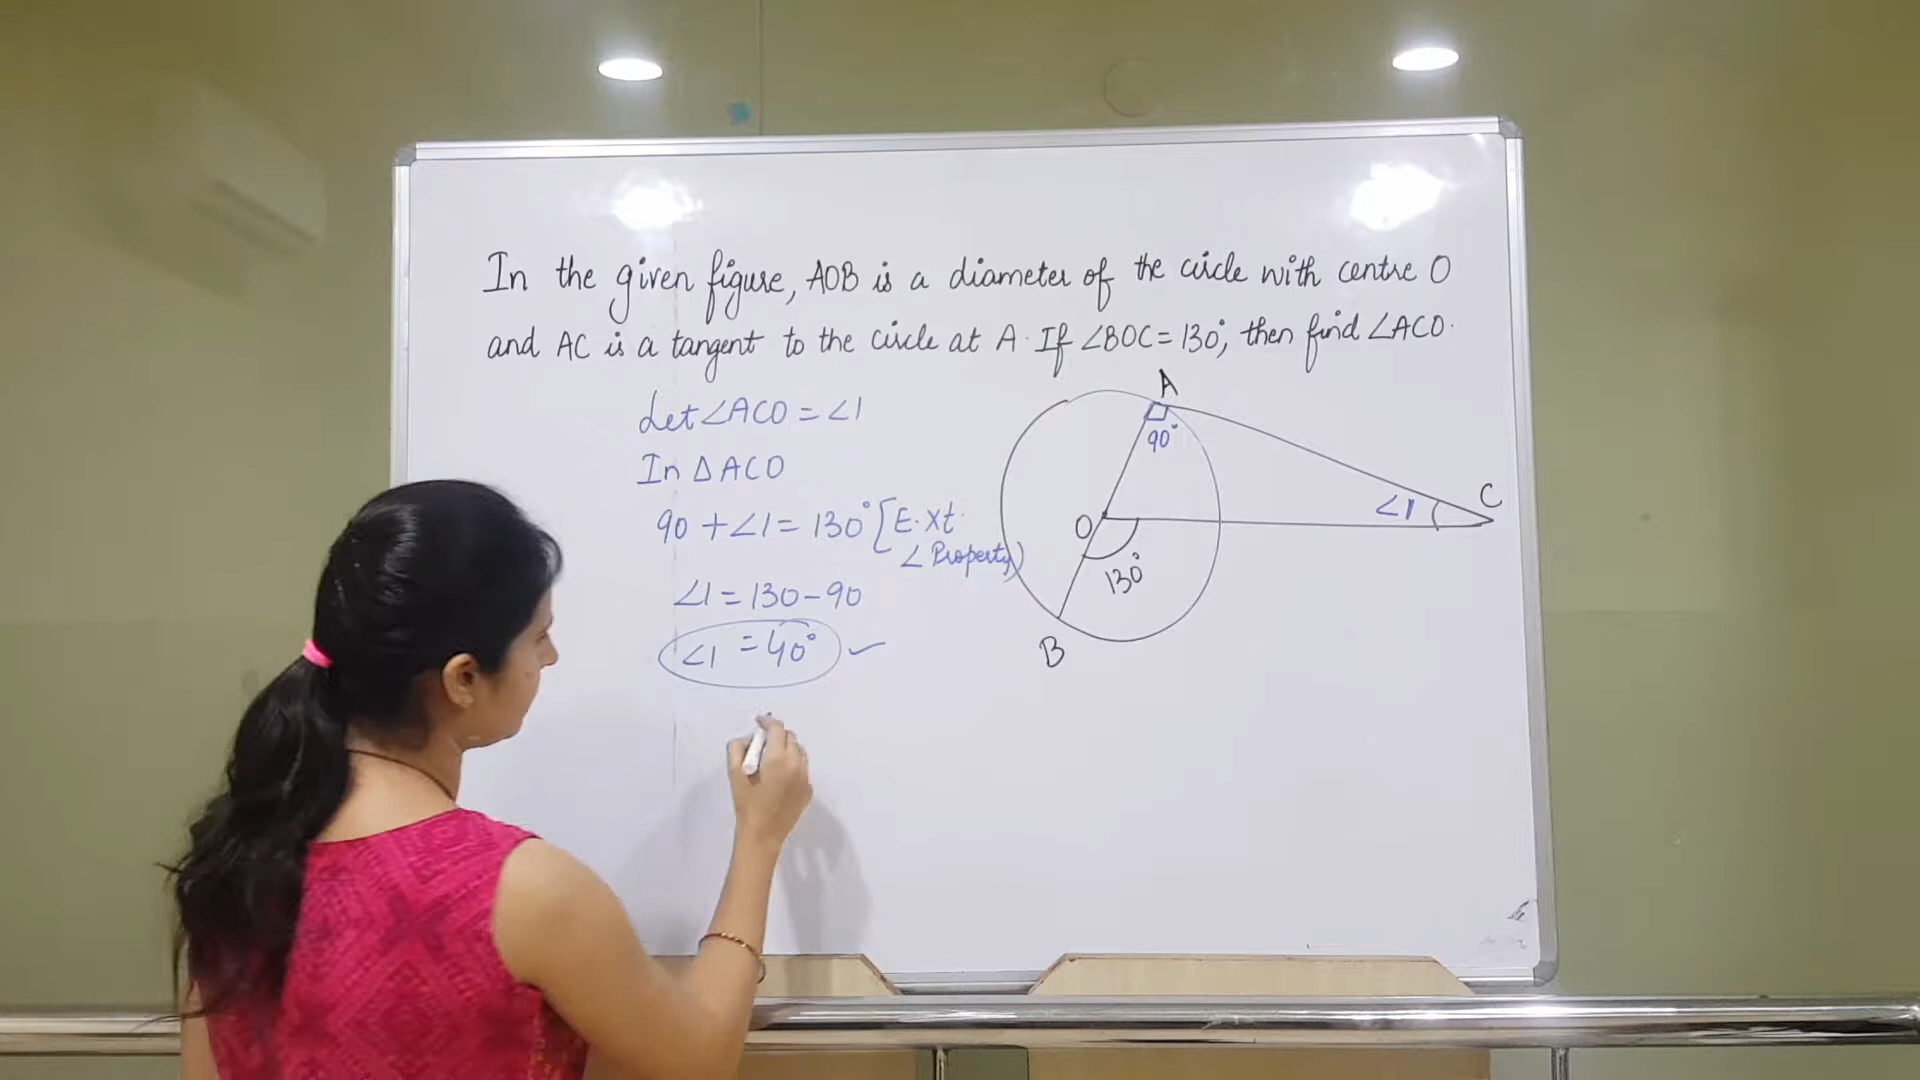 In the given figure, AOB is a diameter of the circle with centre O
and AC is a tangent to the circle at A. If ∠BOC = 130°, then find ∠ACO.
Let ∠ACO = ∠1
In Δ ACO
90 + ∠1 = 130° [E.xt.
∠ Property)
∠1 = 130 - 90
∠1 = 40° ✓
A
90°
∠1
C
O
130°
B